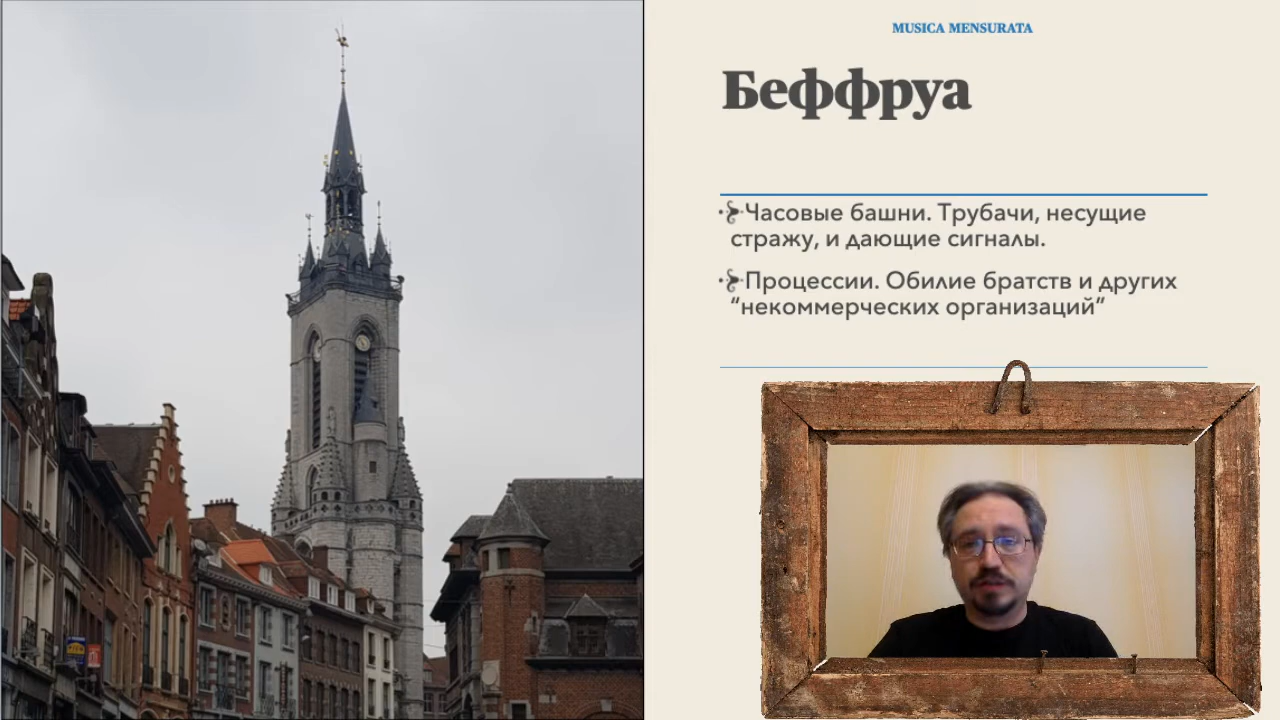 MUSICA MENSURATA
Беффруа
Часовые башни. Трубачи, несущие
стражу, и дающие сигналы.
Процессии. Обилие братств и других
“некоммерческих организаций”